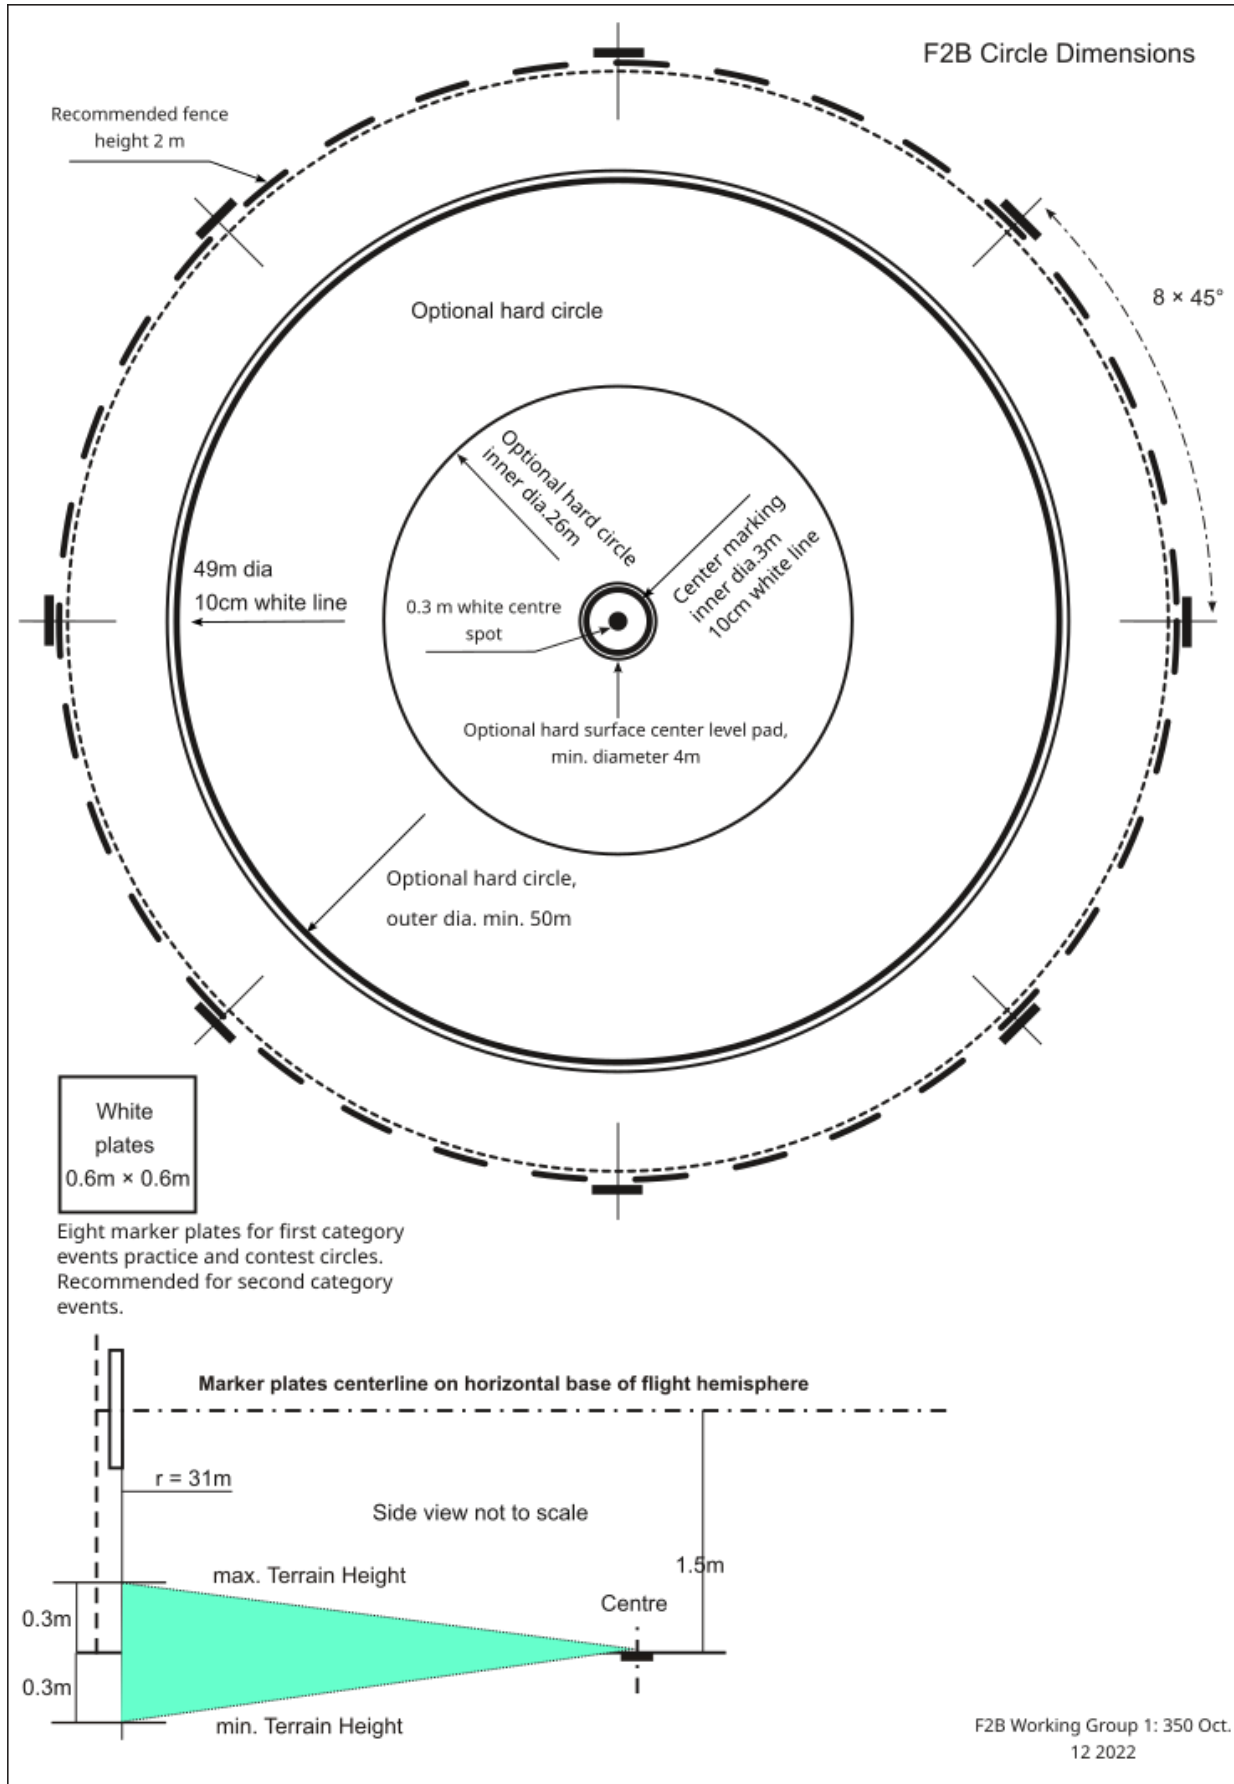 F2B Circle Dimensions
Recommended fence
height 2 m
8 × 45°
Optional hard circle
Optional hard circle
inner dia.26m
Center marking
inner dia.3m
10cm white line
49m dia
10cm white line
0.3 m white centre
spot
Optional hard surface center level pad,
min. diameter 4m
Optional hard circle,
outer dia. min. 50m
White
plates
0.6m × 0.6m
Eight marker plates for first category
events practice and contest circles.
Recommended for second category
events.
Marker plates centerline on horizontal base of flight hemisphere
r = 31m
Side view not to scale
1.5m
max. Terrain Height
Centre
0.3m
0.3m
min. Terrain Height
F2B Working Group 1: 350 Oct.
12 2022